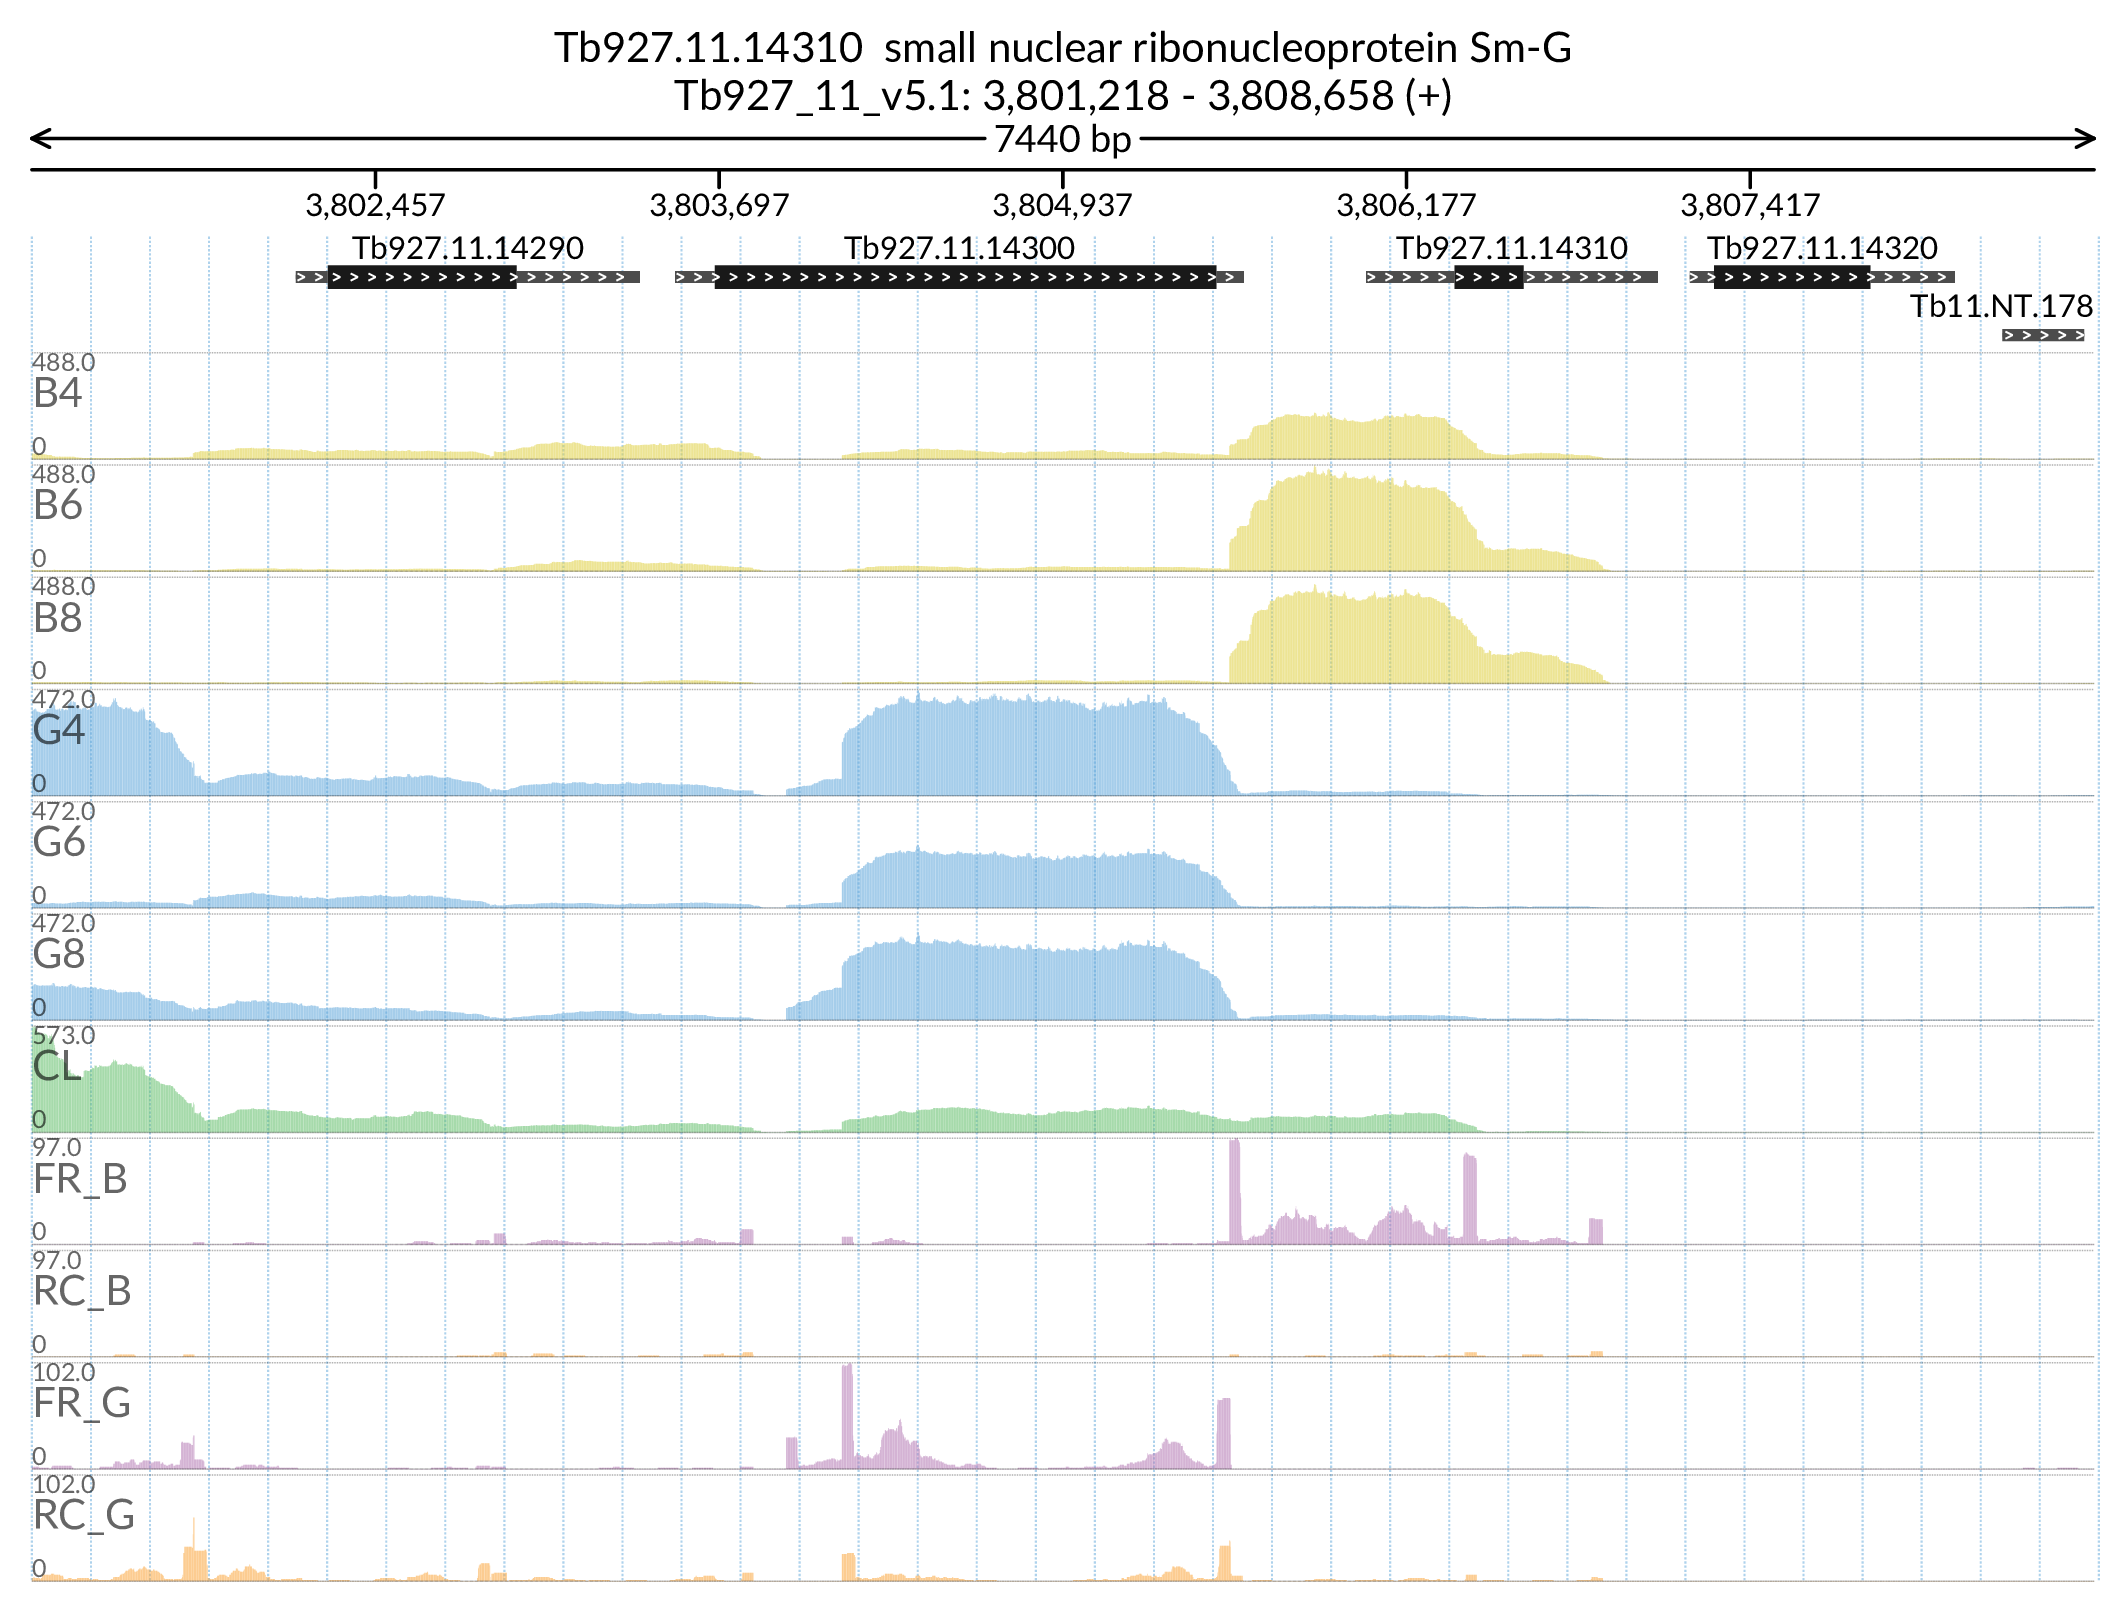 Tb927.11.14310  small nuclear ribonucleoprotein Sm-G
Tb927_11_v5.1: 3,801,218 - 3,808,658 (+)
7440 bp
3,802,457 3,803,697 3,804,937 3,806,177 3,807,417
Tb927.11.14290 Tb927.11.14300 Tb927.11.14310 Tb927.11.14320
Tb11.NT.178
488.0
B4
0
488.0
B6
0
488.0
B8
0
472.0
G4
0
472.0
G6
0
472.0
G8
0
573.0
CL
0
97.0
FR_B
0
97.0
RC_B
0
102.0
FR_G
0
102.0
RC_G
0